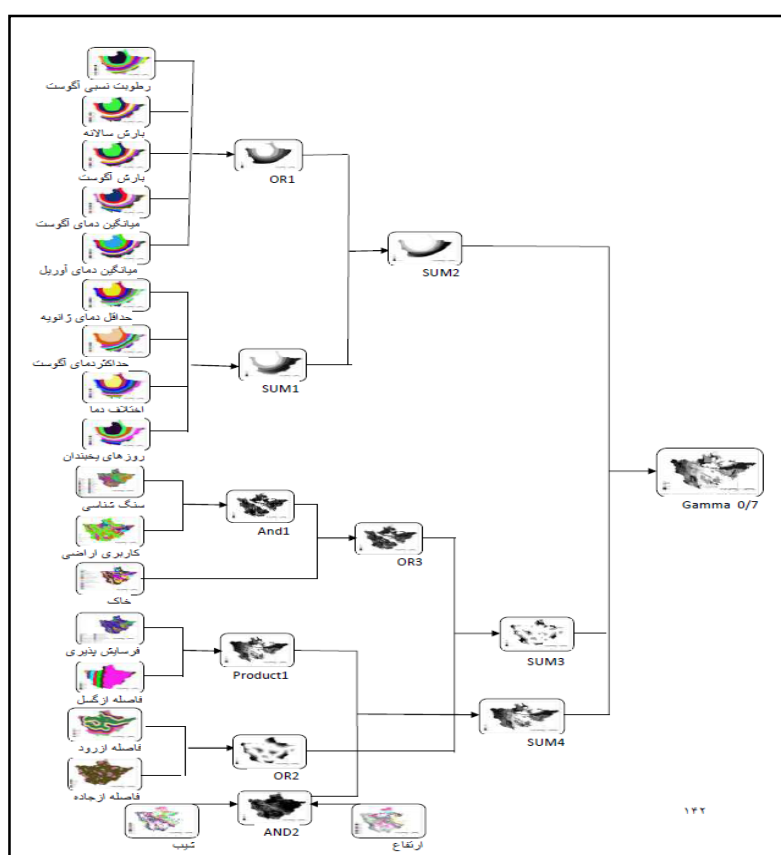 رطوبت نسبی آگوست
بارش سالانه
بارش آگوست
میانگین دمای آگوست
میانگین دمای آوریل
حداقل دمای ژانویه
حداکثردمای آگوست
اختلاف دما
روزهای یخبندان
سنگ شناسی
کاربری اراضی
خاک
فرسایش پذیری
فاصله ازگسل
فاصله ازرود
فاصله ازجاده
شیب
ارتفاع
OR1
SUM1
SUM2
And1
OR3
Product1
OR2
AND2
SUM3
SUM4
Gamma 0/7
۱۴۲